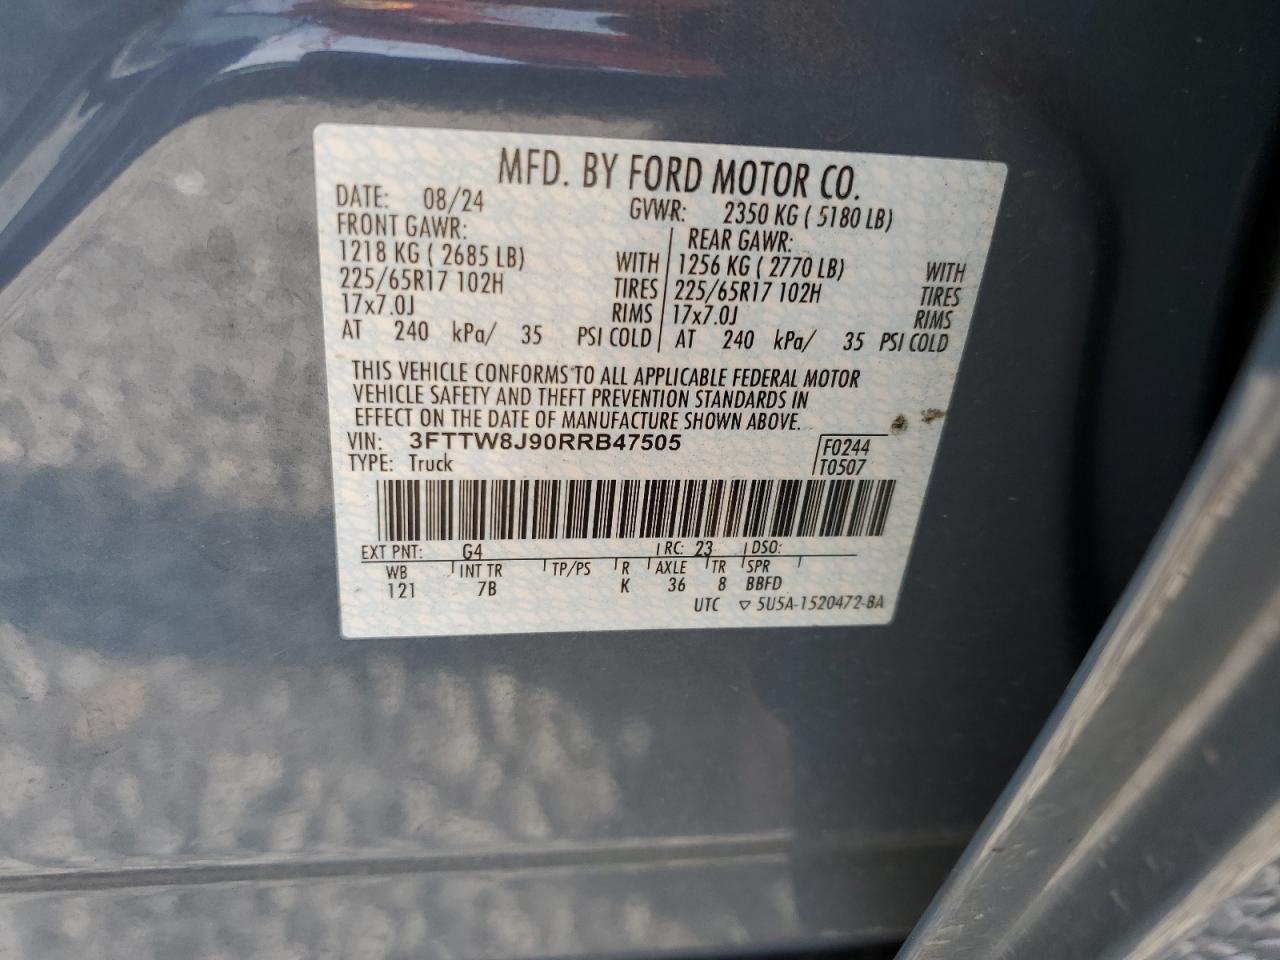 MFD. BY FORD MOTOR CO.
DATE: 08/24 GVWR: 2350 KG ( 5180 LB)
FRONT GAWR: REAR GAWR:
1218 KG ( 2685 LB) WITH 1256 KG ( 2770 LB) WITH
225/65R17 102H TIRES 225/65R17 102H TIRES
17x7.0J RIMS 17x7.0J RIMS
AT 240 kPa/ 35 PSI COLD AT 240 kPa/ 35 PSI COLD
THIS VEHICLE CONFORMS TO ALL APPLICABLE FEDERAL MOTOR
VEHICLE SAFETY AND THEFT PREVENTION STANDARDS IN
EFFECT ON THE DATE OF MANUFACTURE SHOWN ABOVE.
VIN: 3FTTW8J90RRB47505 F0244
TYPE: Truck T0507
EXT PNT: G4 RC: 23 DSO:
WB INT TR TP/PS R AXLE TR SPR
121 7B K 36 8 BBFD
UTC ▽ 5U5A-1520472-BA